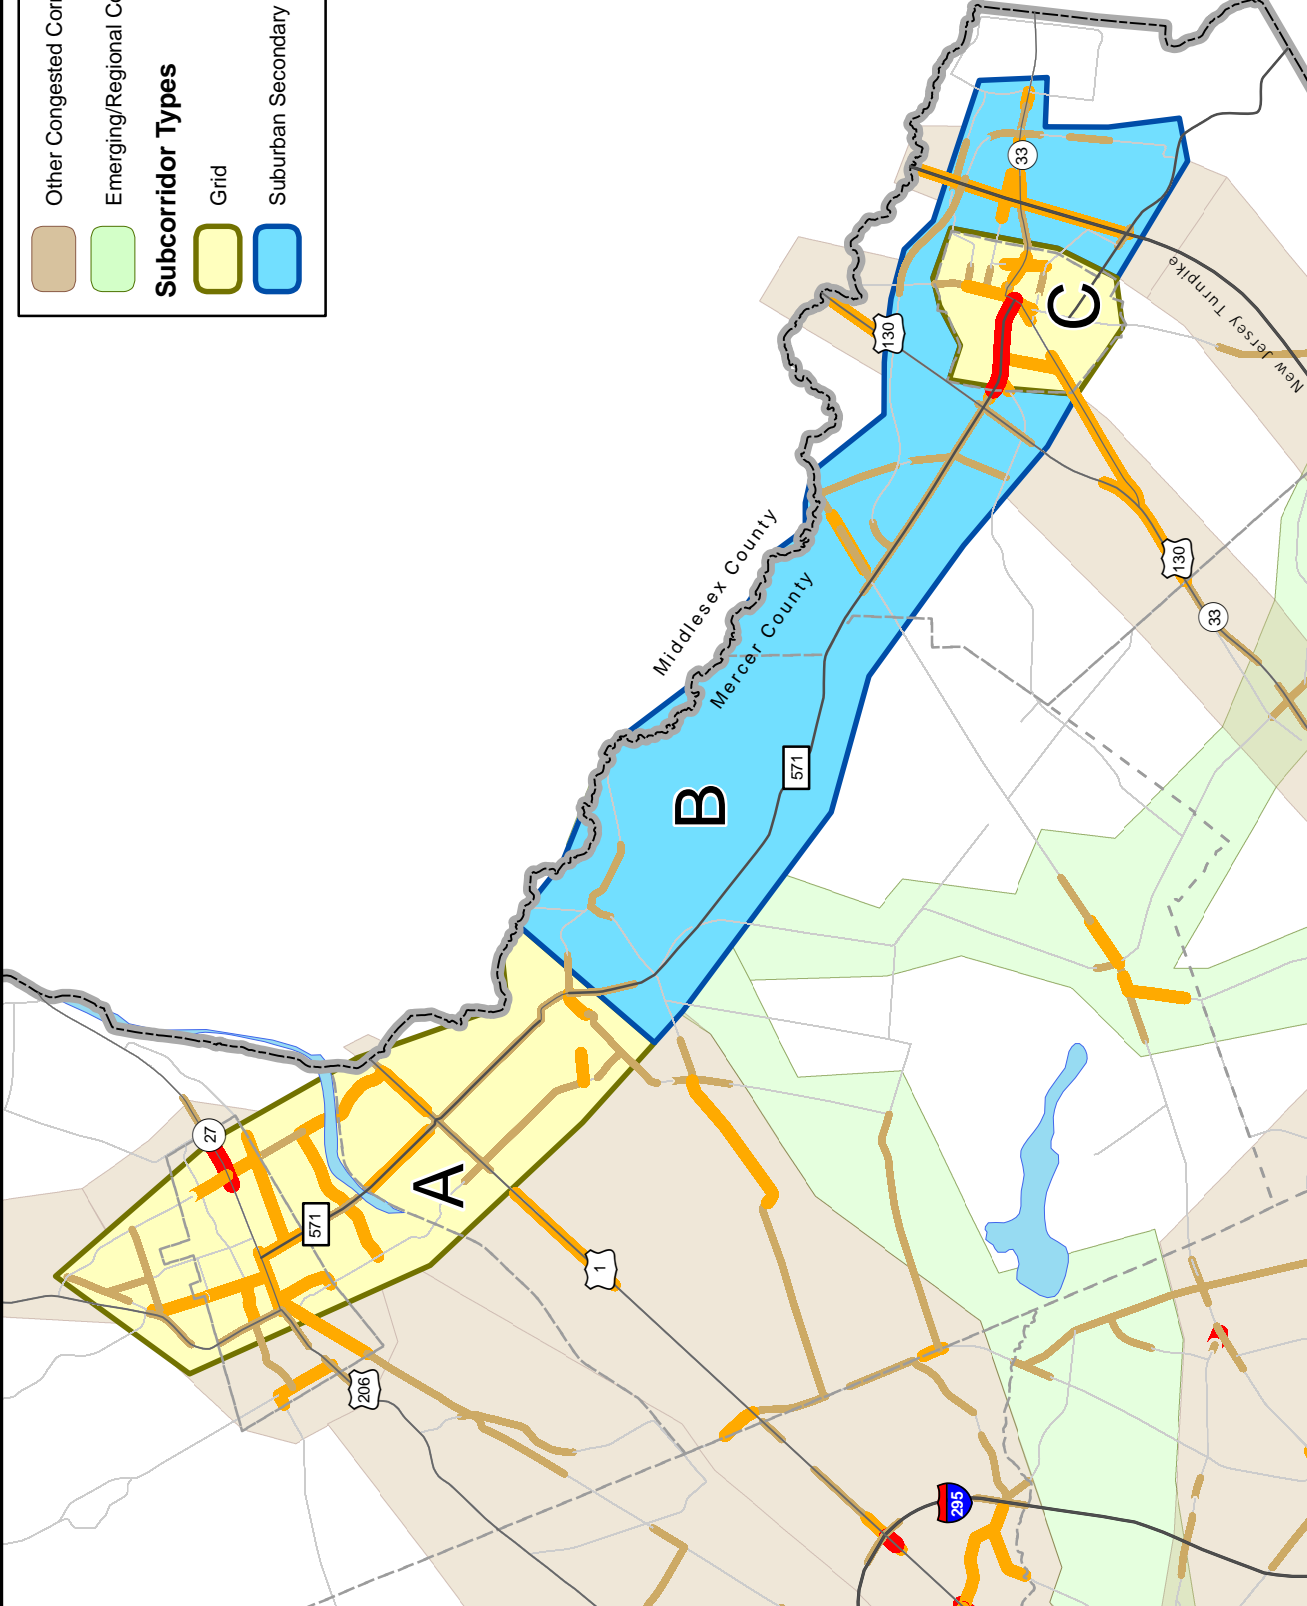 Other Congested Cor
Emerging/Regional Co
Subcorridor Types
Grid
Suburban Secondary
27
571
A
1
206
295
B
571
Middlesex County
Mercer County
130
33
C
New Jersey Turnpike
130
33